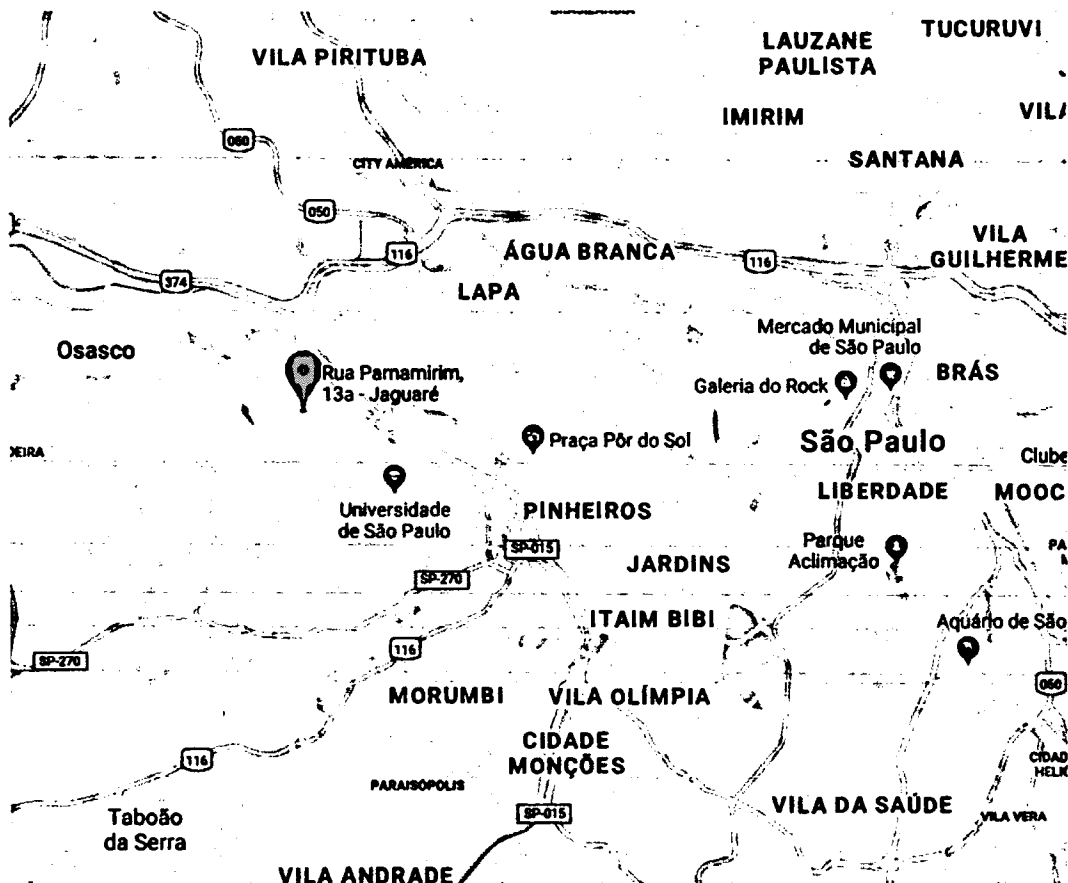 TUCURUVI
LAUZANE
PAULISTA
VILA PIRITUBA
IMIRIM
060
CITY AMÉRICA
SANTANA
050
VILA
GUILHERME
ÁGUA BRANCA
116
116
374
LAPA
Mercado Municipal
de São Paulo
Osasco
Rua Parnamirim,
13a - Jaguaré
Galeria do Rock
BRÁS
Praça Pôr do Sol
São Paulo
Clube
Universidade
de São Paulo
PINHEIROS
LIBERDADE
MOOC
SP-015
Parque
Aclimação
JARDINS
SP-270
ITAIM BIBI
Aquário de São
116
SP-270
MORUMBI
VILA OLÍMPIA
060
CIDADE
MONÇÕES
116
PARAISÓPOLIS
CIDAD
HELIÓ
Taboão
da Serra
SP-015
VILA DA SAÚDE
VILA VERA
VILA ANDRADE